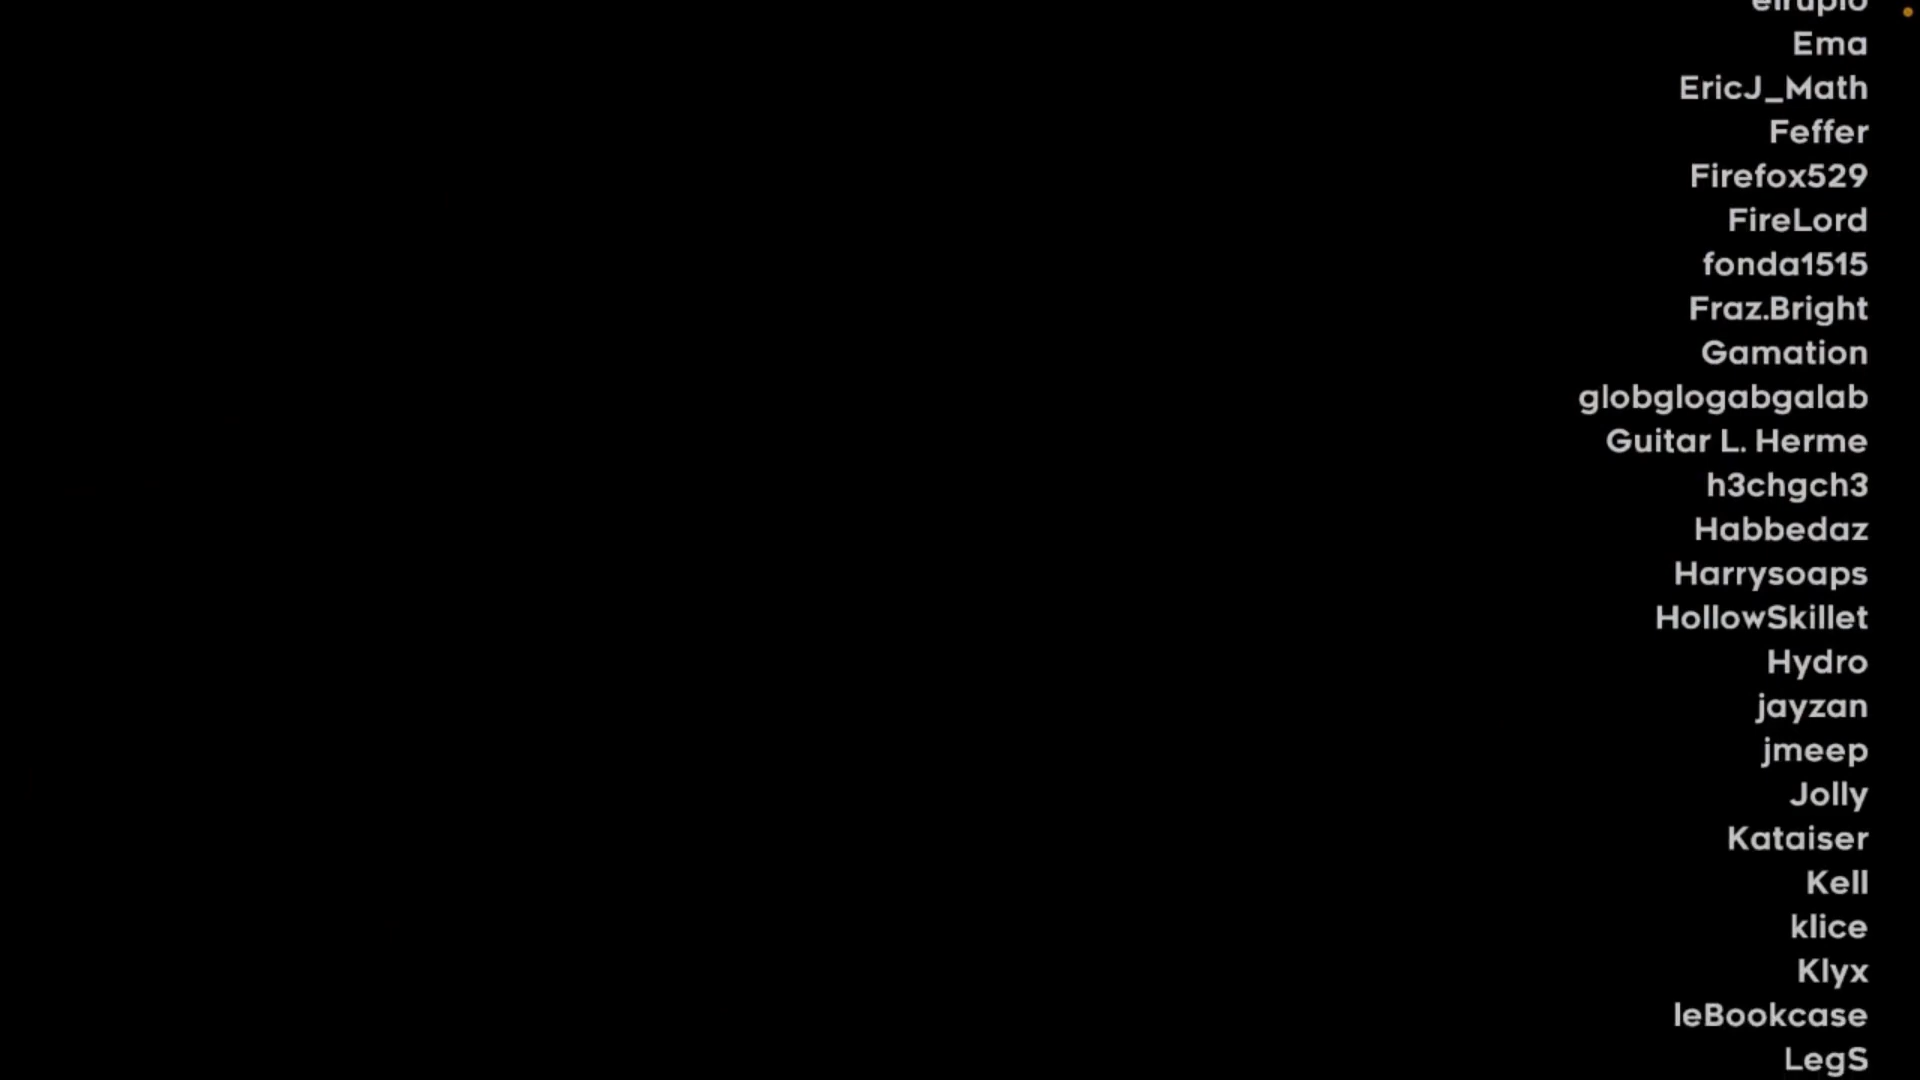 Ema
EricJ_Math
Feffer
Firefox529
FireLord
fonda1515
Fraz.Bright
Gamation
globglogabgalab
Guitar L. Herme
h3chgch3
Habbedaz
Harrysoaps
HollowSkillet
Hydro
jayzan
jmeep
Jolly
Kataiser
Kell
klice
Klyx
leBookcase
LegS